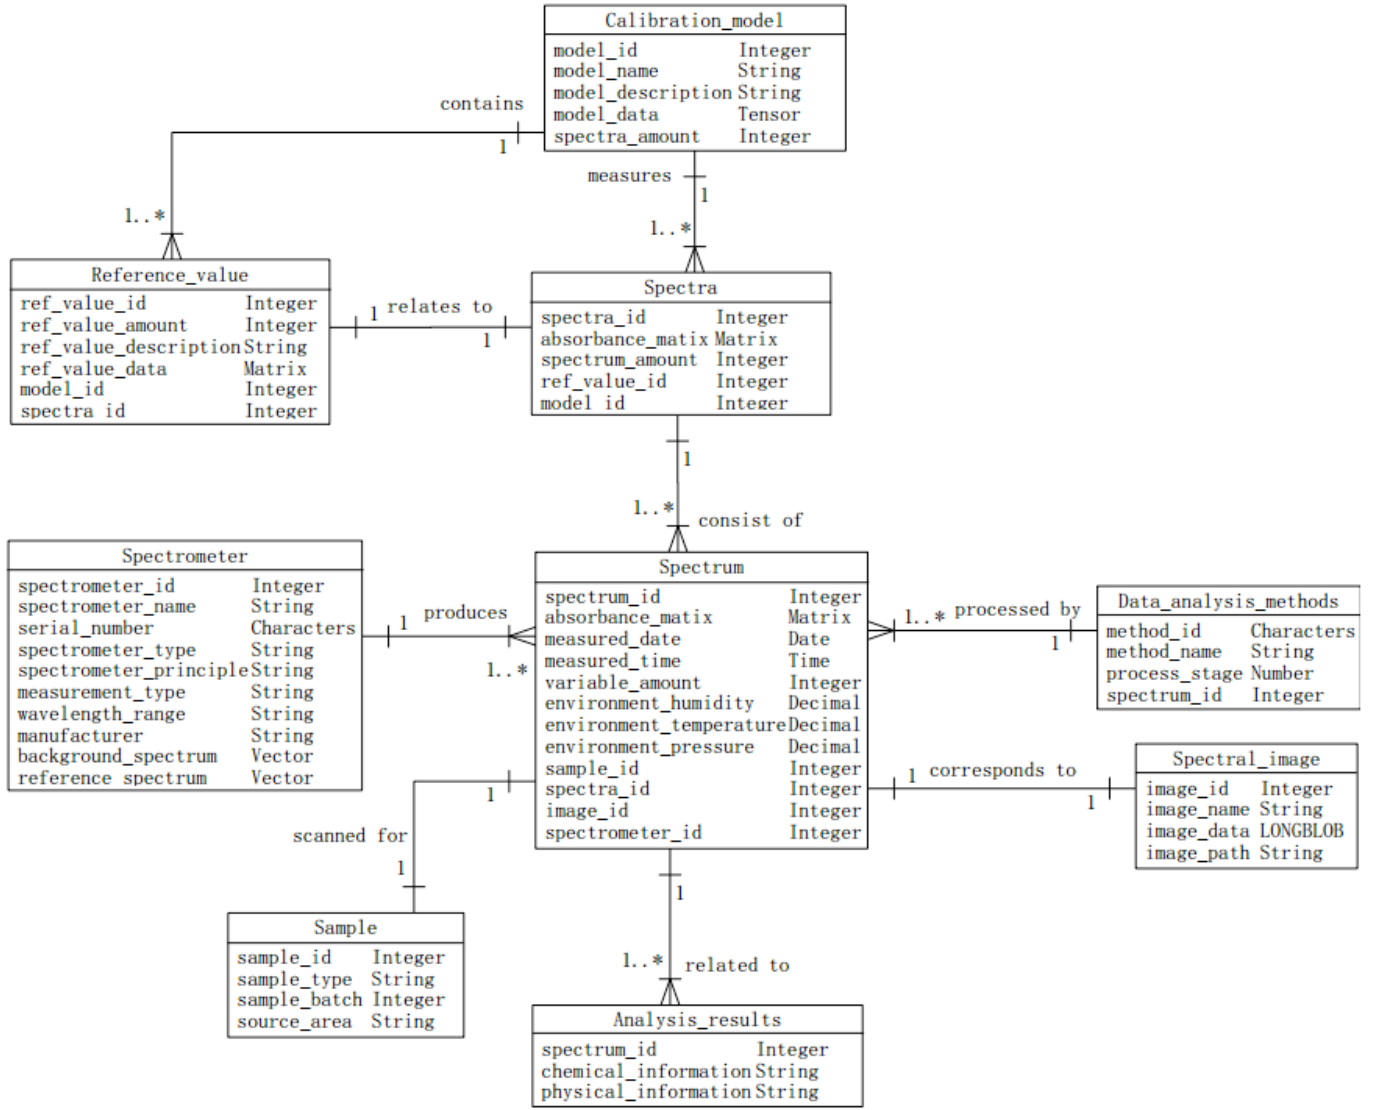 Calibration_model
model_id Integer
model_name String
model_description String
model_data Tensor
spectra_amount Integer
contains
1
measures
1
1..*
1..*
Reference_value
ref_value_id Integer
ref_value_amount Integer
ref_value_description String
ref_value_data Matrix
model_id Integer
spectra_id Integer
1 relates to
1
Spectra
spectra_id Integer
absorbance_matix Matrix
spectrum_amount Integer
ref_value_id Integer
model_id Integer
1
1..*
consist of
Spectrometer
spectrometer_id Integer
spectrometer_name String
serial_number Characters
spectrometer_type String
spectrometer_principle String
measurement_type String
wavelength_range String
manufacturer String
background_spectrum Vector
reference_spectrum Vector
1 produces
1..*
Spectrum
spectrum_id Integer
absorbance_matix Matrix
measured_date Date
measured_time Time
variable_amount Integer
environment_humidity Decimal
environment_temperature Decimal
environment_pressure Decimal
sample_id Integer
spectra_id Integer
image_id Integer
spectrometer_id Integer
1..* processed by
1
Data_analysis_methods
method_id Characters
method_name String
process_stage Number
spectrum_id Integer
1 corresponds to
1
Spectral_image
image_id Integer
image_name String
image_data LONGBLOB
image_path String
1
scanned for
1
Sample
sample_id Integer
sample_type String
sample_batch Integer
source_area String
1
1..* related to
Analysis_results
spectrum_id Integer
chemical_information String
physical_information String